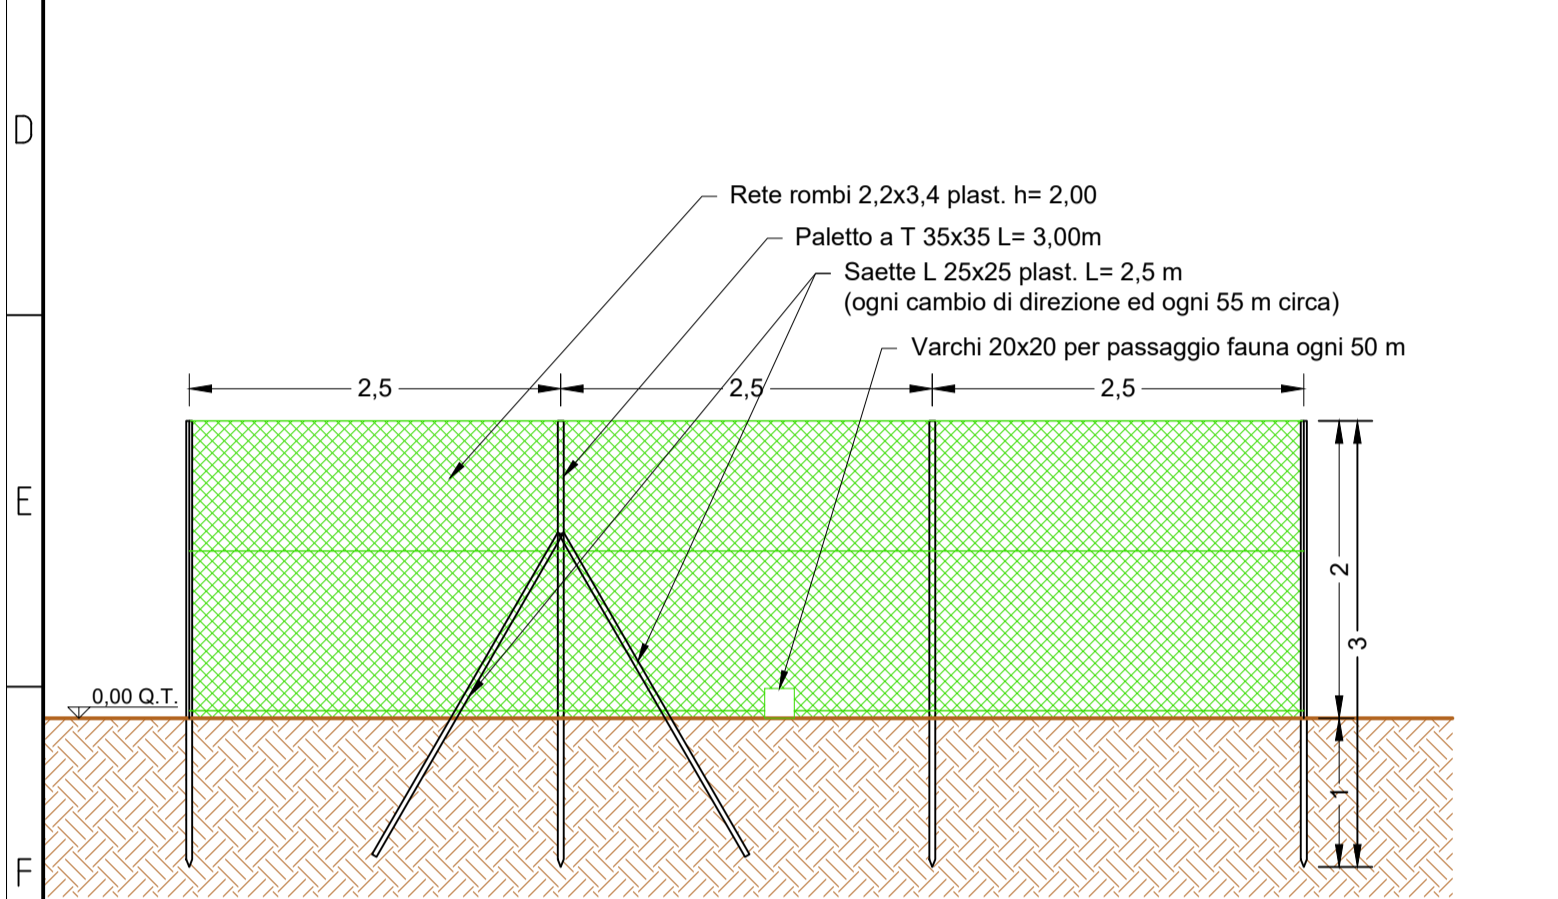 D
Rete rombi 2,2x3,4 plast. h= 2,00
Paletto a T 35x35 L= 3,00m
Saette L 25x25 plast. L= 2,5 m
(ogni cambio di direzione ed ogni 55 m circa)
Varchi 20x20 per passaggio fauna ogni 50 m
2,5
2,5
2,5
E
2
3
0,00 Q.T.
1
F